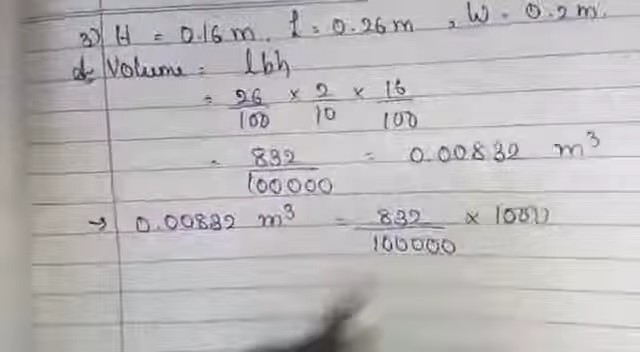 3) H = 0.16 m. l = 0.26 m, W = 0.2 m.
Volume = lbh
= 26/100 × 2/10 × 16/100
= 832/100000 = 0.00832 m³
→ 0.00832 m³ = 832/100000 ×